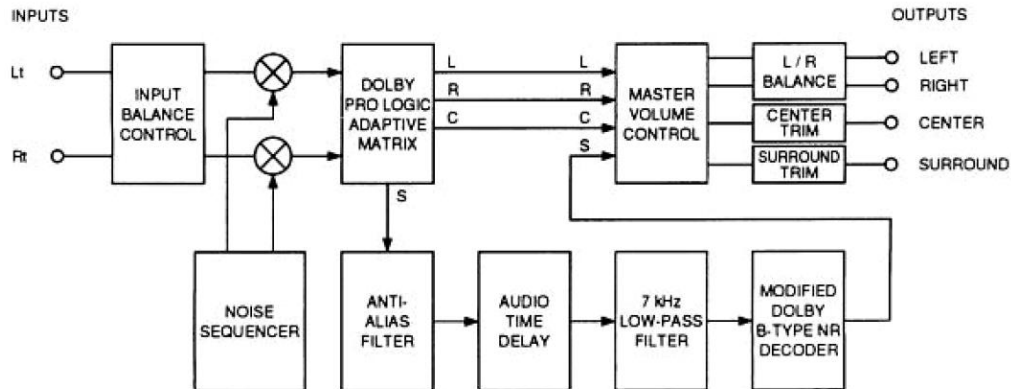 INPUTS
OUTPUTS
Lt
Rt
INPUT
BALANCE
CONTROL
DOLBY
PRO LOGIC
ADAPTIVE
MATRIX
L
R
C
S
L
R
C
S
MASTER
VOLUME
CONTROL
L / R
BALANCE
CENTER
TRIM
SURROUND
TRIM
LEFT
RIGHT
CENTER
SURROUND
NOISE
SEQUENCER
ANTI-
ALIAS
FILTER
AUDIO
TIME
DELAY
7 kHz
LOW-PASS
FILTER
MODIFIED
DOLBY
B-TYPE NR
DECODER